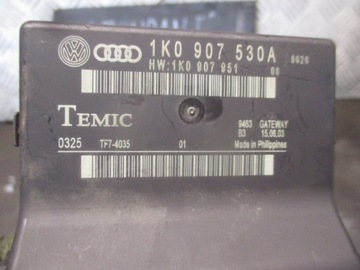 1K0 907 530A
HW:1K0 907 951
TEMIC
9463 GATEWAY
B3 15,06,03
0325 TF7-4035 01 Made in Philippines